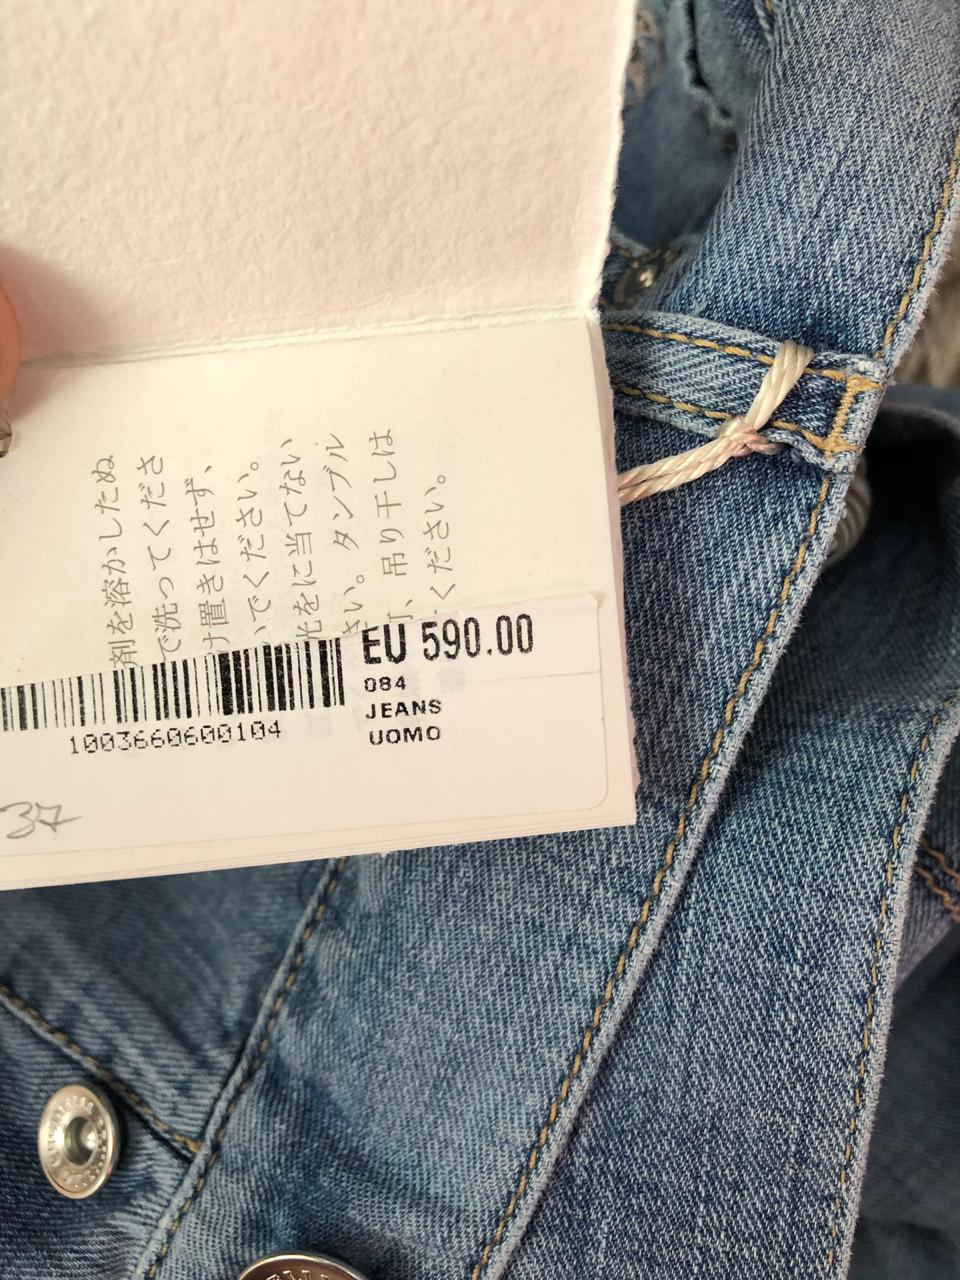 剤を溶かしたぬ
で洗ってくださ
け置きはせず、
いでください。
光をに当てない
さい。タンブル
、吊り干しは
ください。
EU 590.00
084
JEANS
UOMO
1003660600104
37